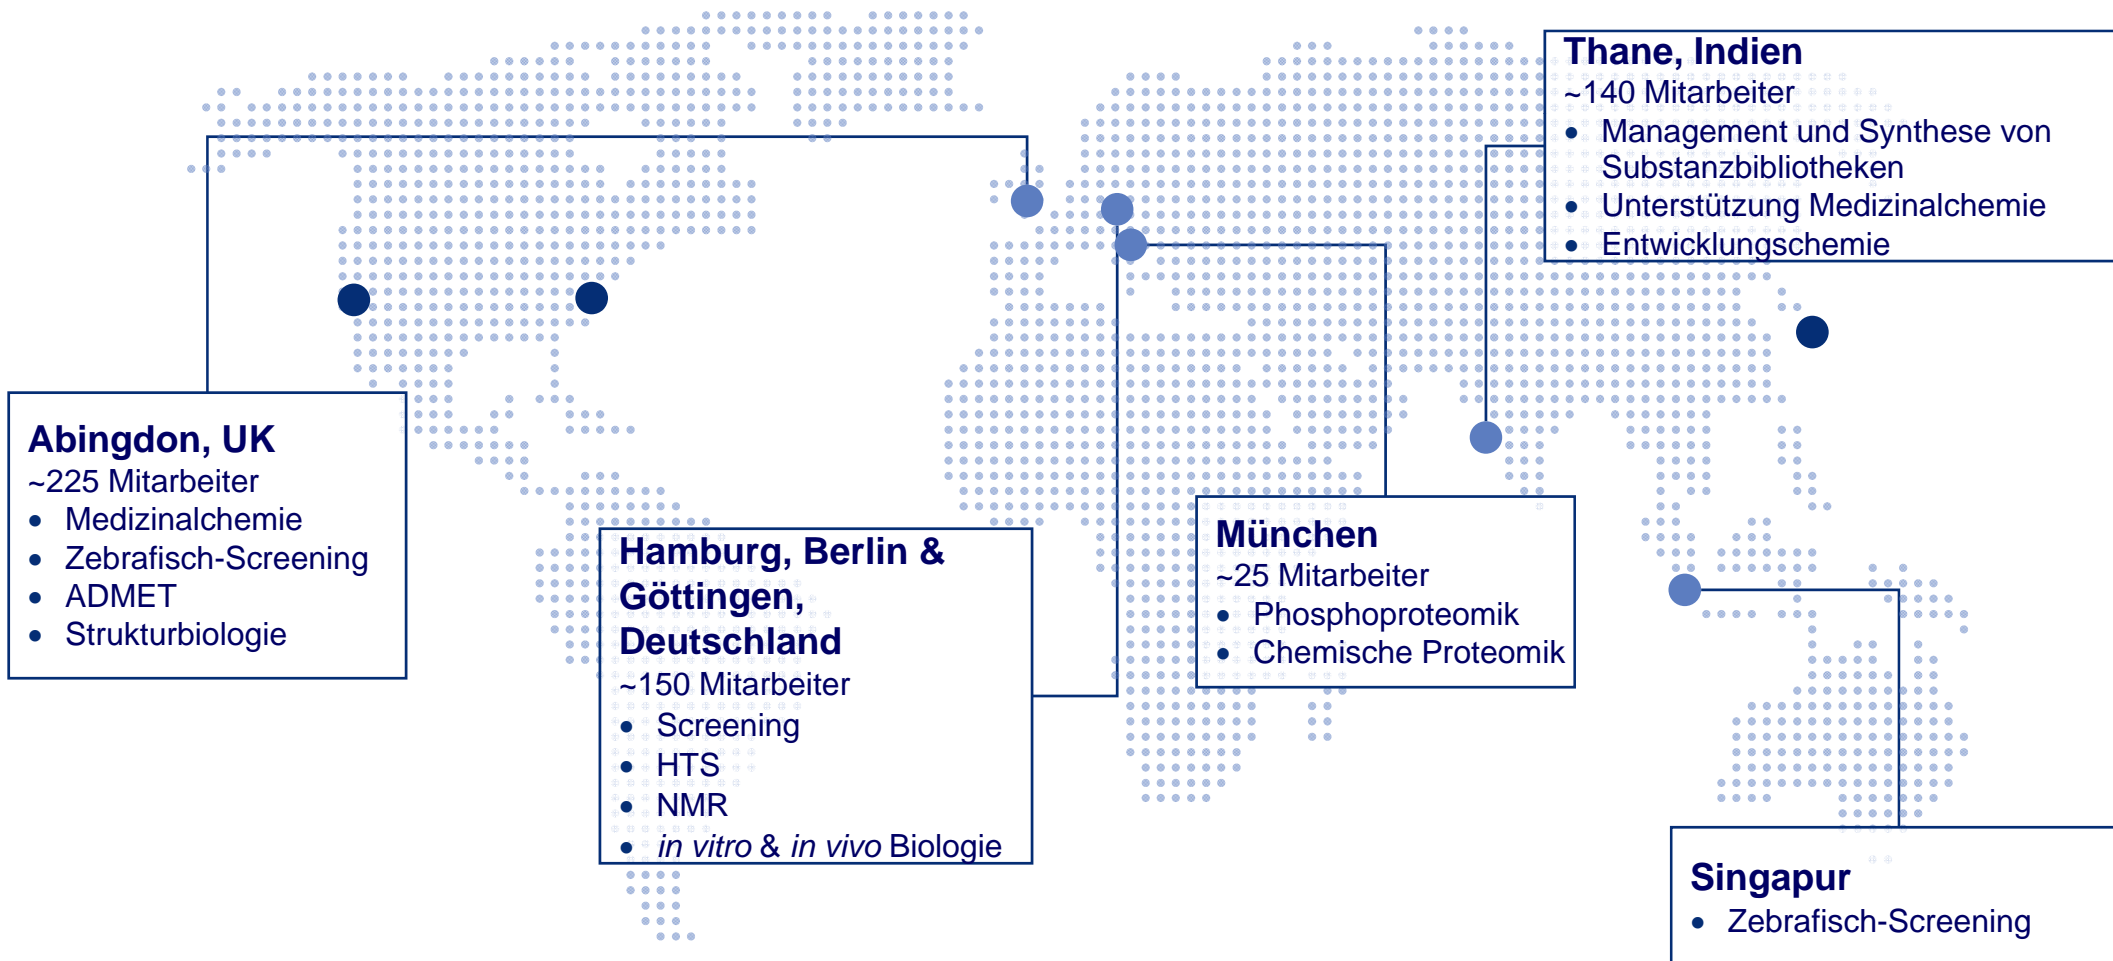 Thane, Indien
~140 Mitarbeiter
• Management und Synthese von
Substanzbibliotheken
• Unterstützung Medizinalchemie
• Entwicklungschemie
Abingdon, UK
~225 Mitarbeiter
• Medizinalchemie
• Zebrafisch-Screening
• ADMET
• Strukturbiologie
Hamburg, Berlin &
Göttingen,
Deutschland
~150 Mitarbeiter
• Screening
• HTS
• NMR
• in vitro & in vivo Biologie
München
~25 Mitarbeiter
• Phosphoproteomik
• Chemische Proteomik
Singapur
• Zebrafisch-Screening